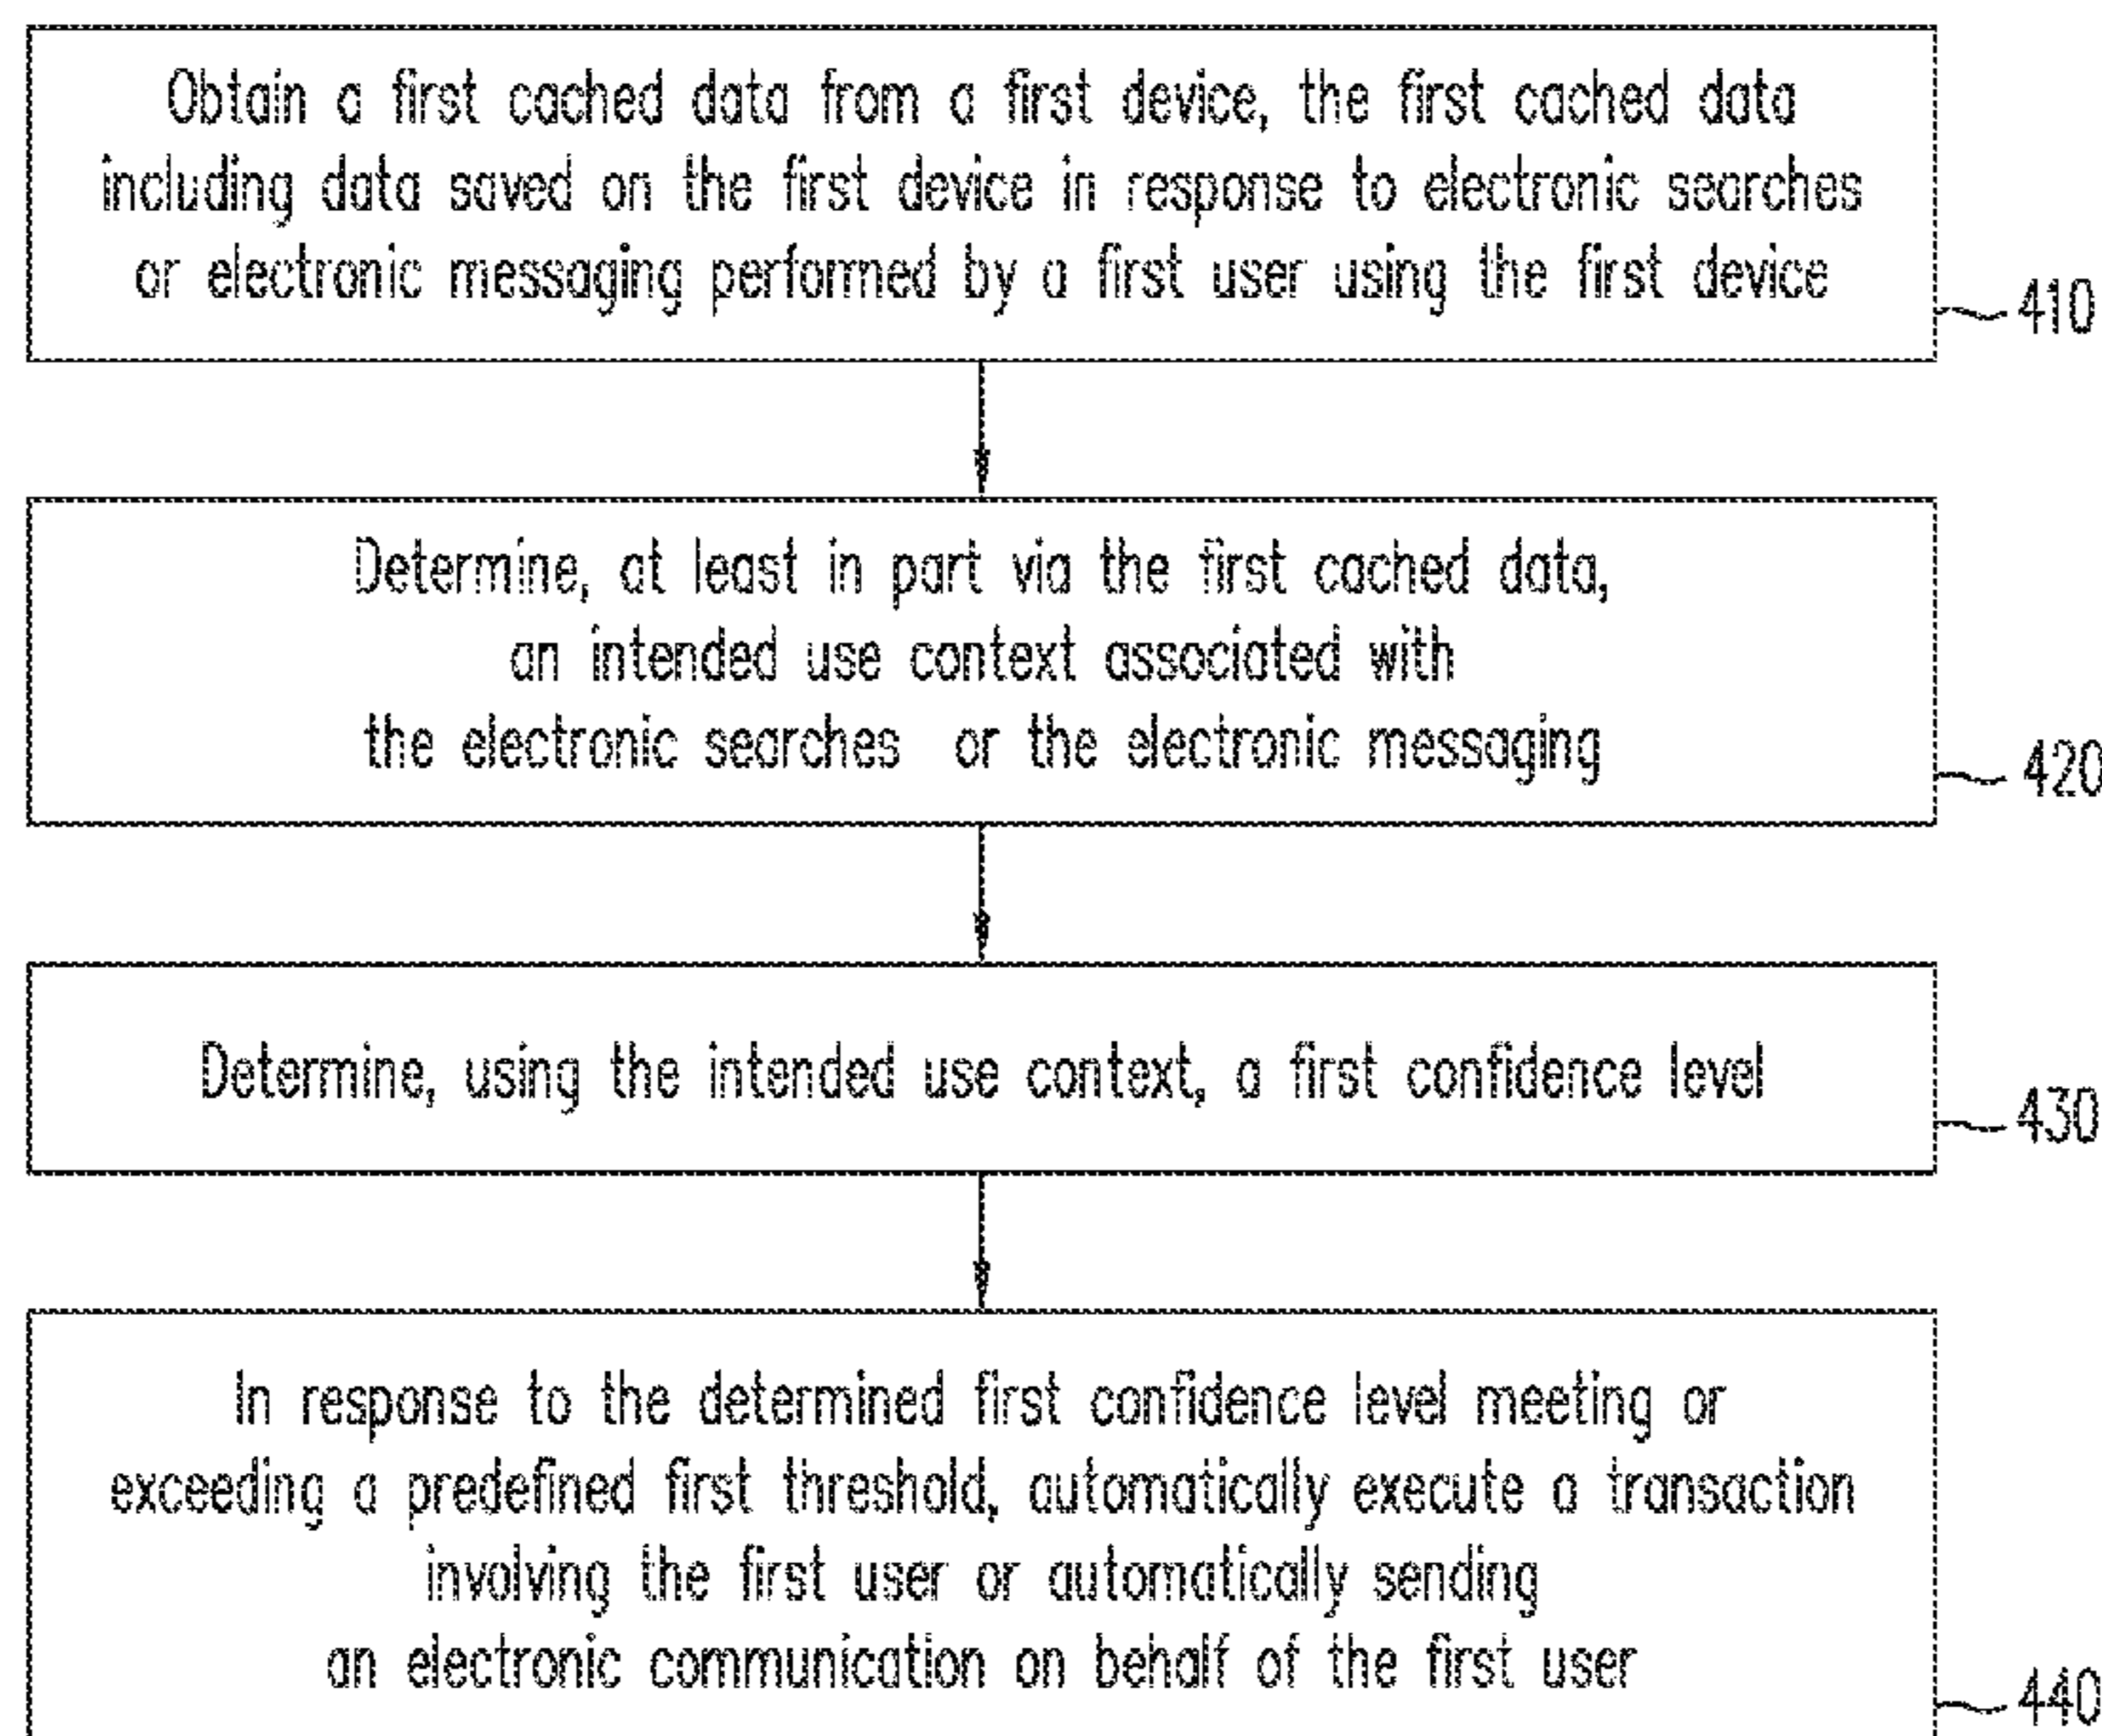 Obtain a first cached data from a first device, the first cached data
including data saved on the first device in response to electronic searches
or electronic messaging performed by a first user using the first device
410
Determine, at least in part via the first cached data,
an intended use context associated with
the electronic searches or the electronic messaging
420
Determine, using the intended use context, a first confidence level
430
In response to the determined first confidence level meeting or
exceeding a predefined first threshold, automatically execute a transaction
involving the first user or automatically sending
an electronic communication on behalf of the first user
440